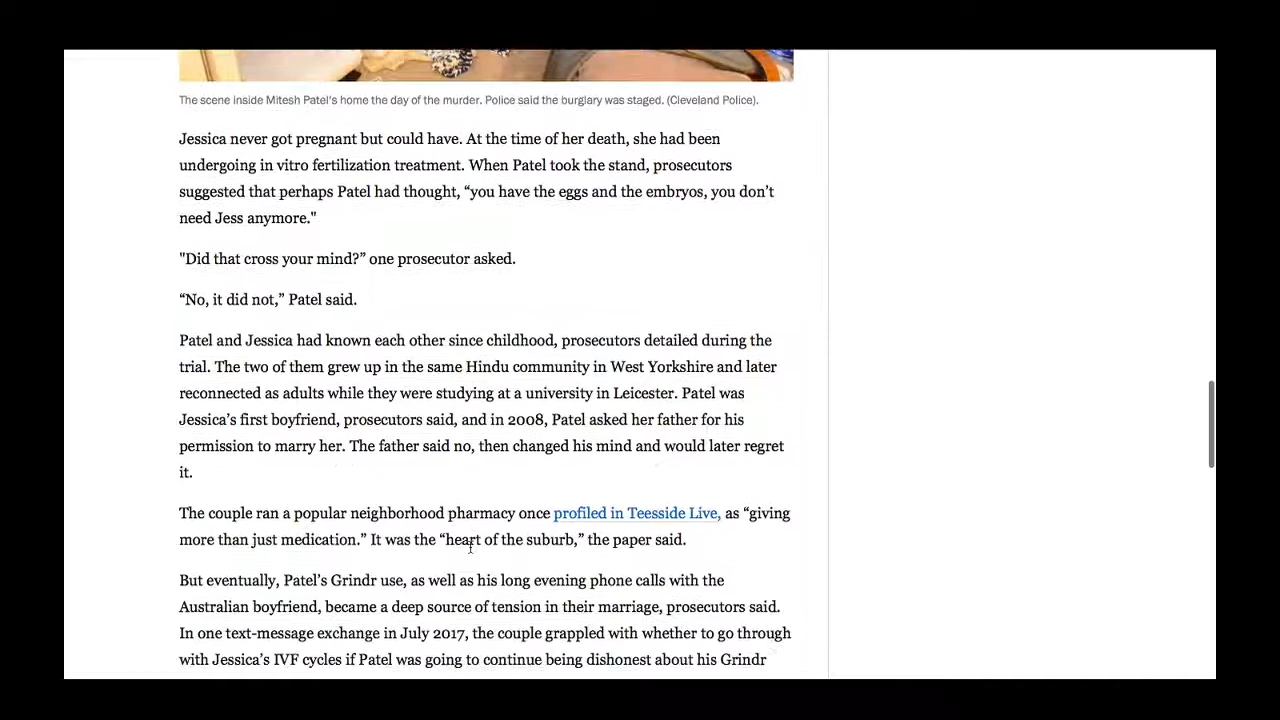 The scene inside Mitesh Patel's home the day of the murder. Police said the burglary was staged. (Cleveland Police).
Jessica never got pregnant but could have. At the time of her death, she had been
undergoing in vitro fertilization treatment. When Patel took the stand, prosecutors
suggested that perhaps Patel had thought, “you have the eggs and the embryos, you don’t
need Jess anymore."
"Did that cross your mind?” one prosecutor asked.
“No, it did not,” Patel said.
Patel and Jessica had known each other since childhood, prosecutors detailed during the
trial. The two of them grew up in the same Hindu community in West Yorkshire and later
reconnected as adults while they were studying at a university in Leicester. Patel was
Jessica’s first boyfriend, prosecutors said, and in 2008, Patel asked her father for his
permission to marry her. The father said no, then changed his mind and would later regret
it.
The couple ran a popular neighborhood pharmacy once profiled in Teesside Live, as “giving
more than just medication.” It was the “heart of the suburb,” the paper said.
But eventually, Patel’s Grindr use, as well as his long evening phone calls with the
Australian boyfriend, became a deep source of tension in their marriage, prosecutors said.
In one text-message exchange in July 2017, the couple grappled with whether to go through
with Jessica’s IVF cycles if Patel was going to continue being dishonest about his Grindr